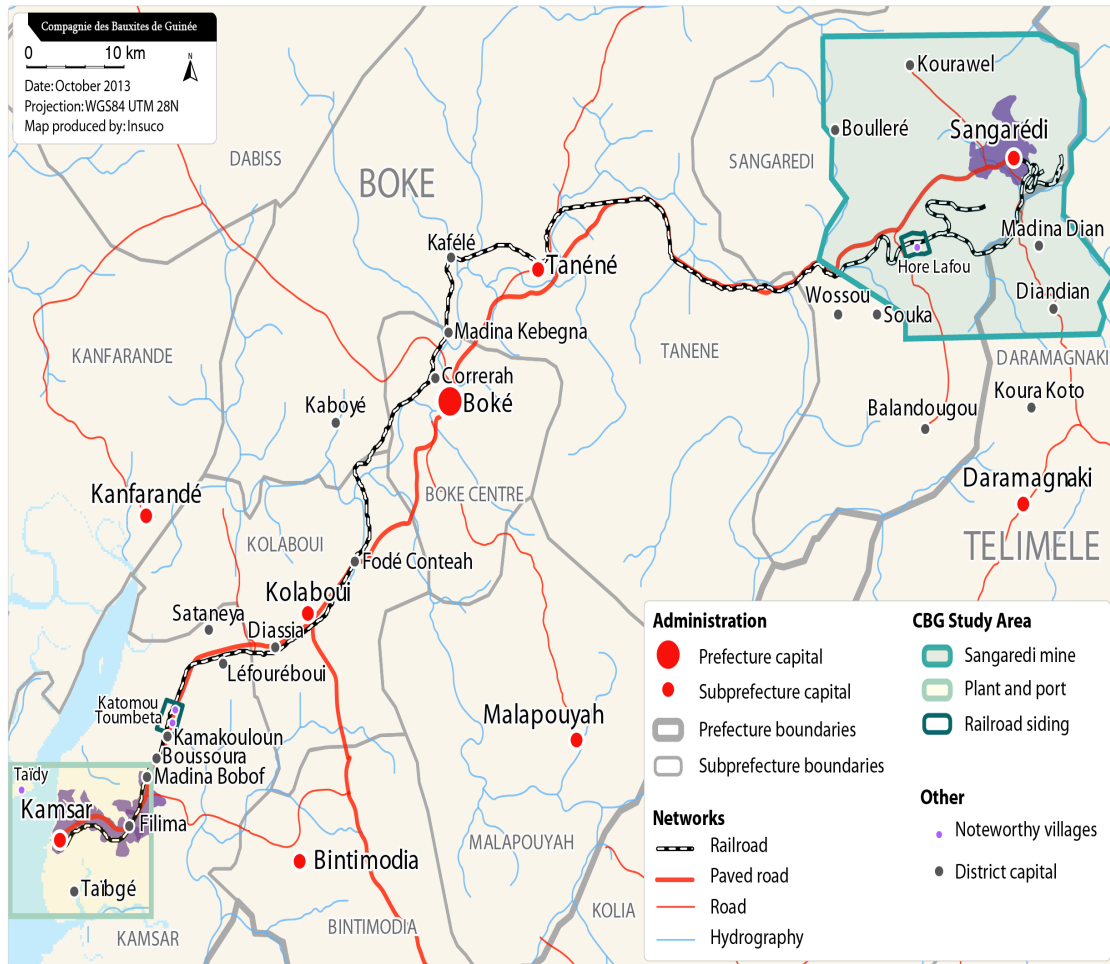 Compagnie des Bauxites de Guinée
0 10 km
N
Date: October 2013
Projection: WGS84 UTM 28N
Map produced by: Insuco
Kourawel
Boulleré
Sangarédi
DABISS
SANGAREDI
BOKE
Kafélé
Tanéné
Madina Dian
Hore Lafou
Wossou
Souka
Diandian
Madina Kebegna
KANFARANDE
TANENE
DARAMAGNAKI
Correrah
Koura Koto
Kaboyé
Boké
Balandougou
Kanfarandé
BOKE CENTRE
Daramagnaki
KOLABOUI
TELIMELE
Fodé Conteah
Kolaboui
Sataneya
Diassia
Léfouréboui
Katomou
Toumbeta
Malapouyah
Kamakouloun
Boussoura
Taïdy
Madina Bobof
Kamsar
Filima
MALAPOUYAH
Bintimodia
Taïbgé
KOLIA
BINTIMODIA
KAMSAR
Administration
Prefecture capital
Subprefecture capital
Prefecture boundaries
Subprefecture boundaries
Networks
Railroad
Paved road
Road
Hydrography
CBG Study Area
Sangaredi mine
Plant and port
Railroad siding
Other
Noteworthy villages
District capital